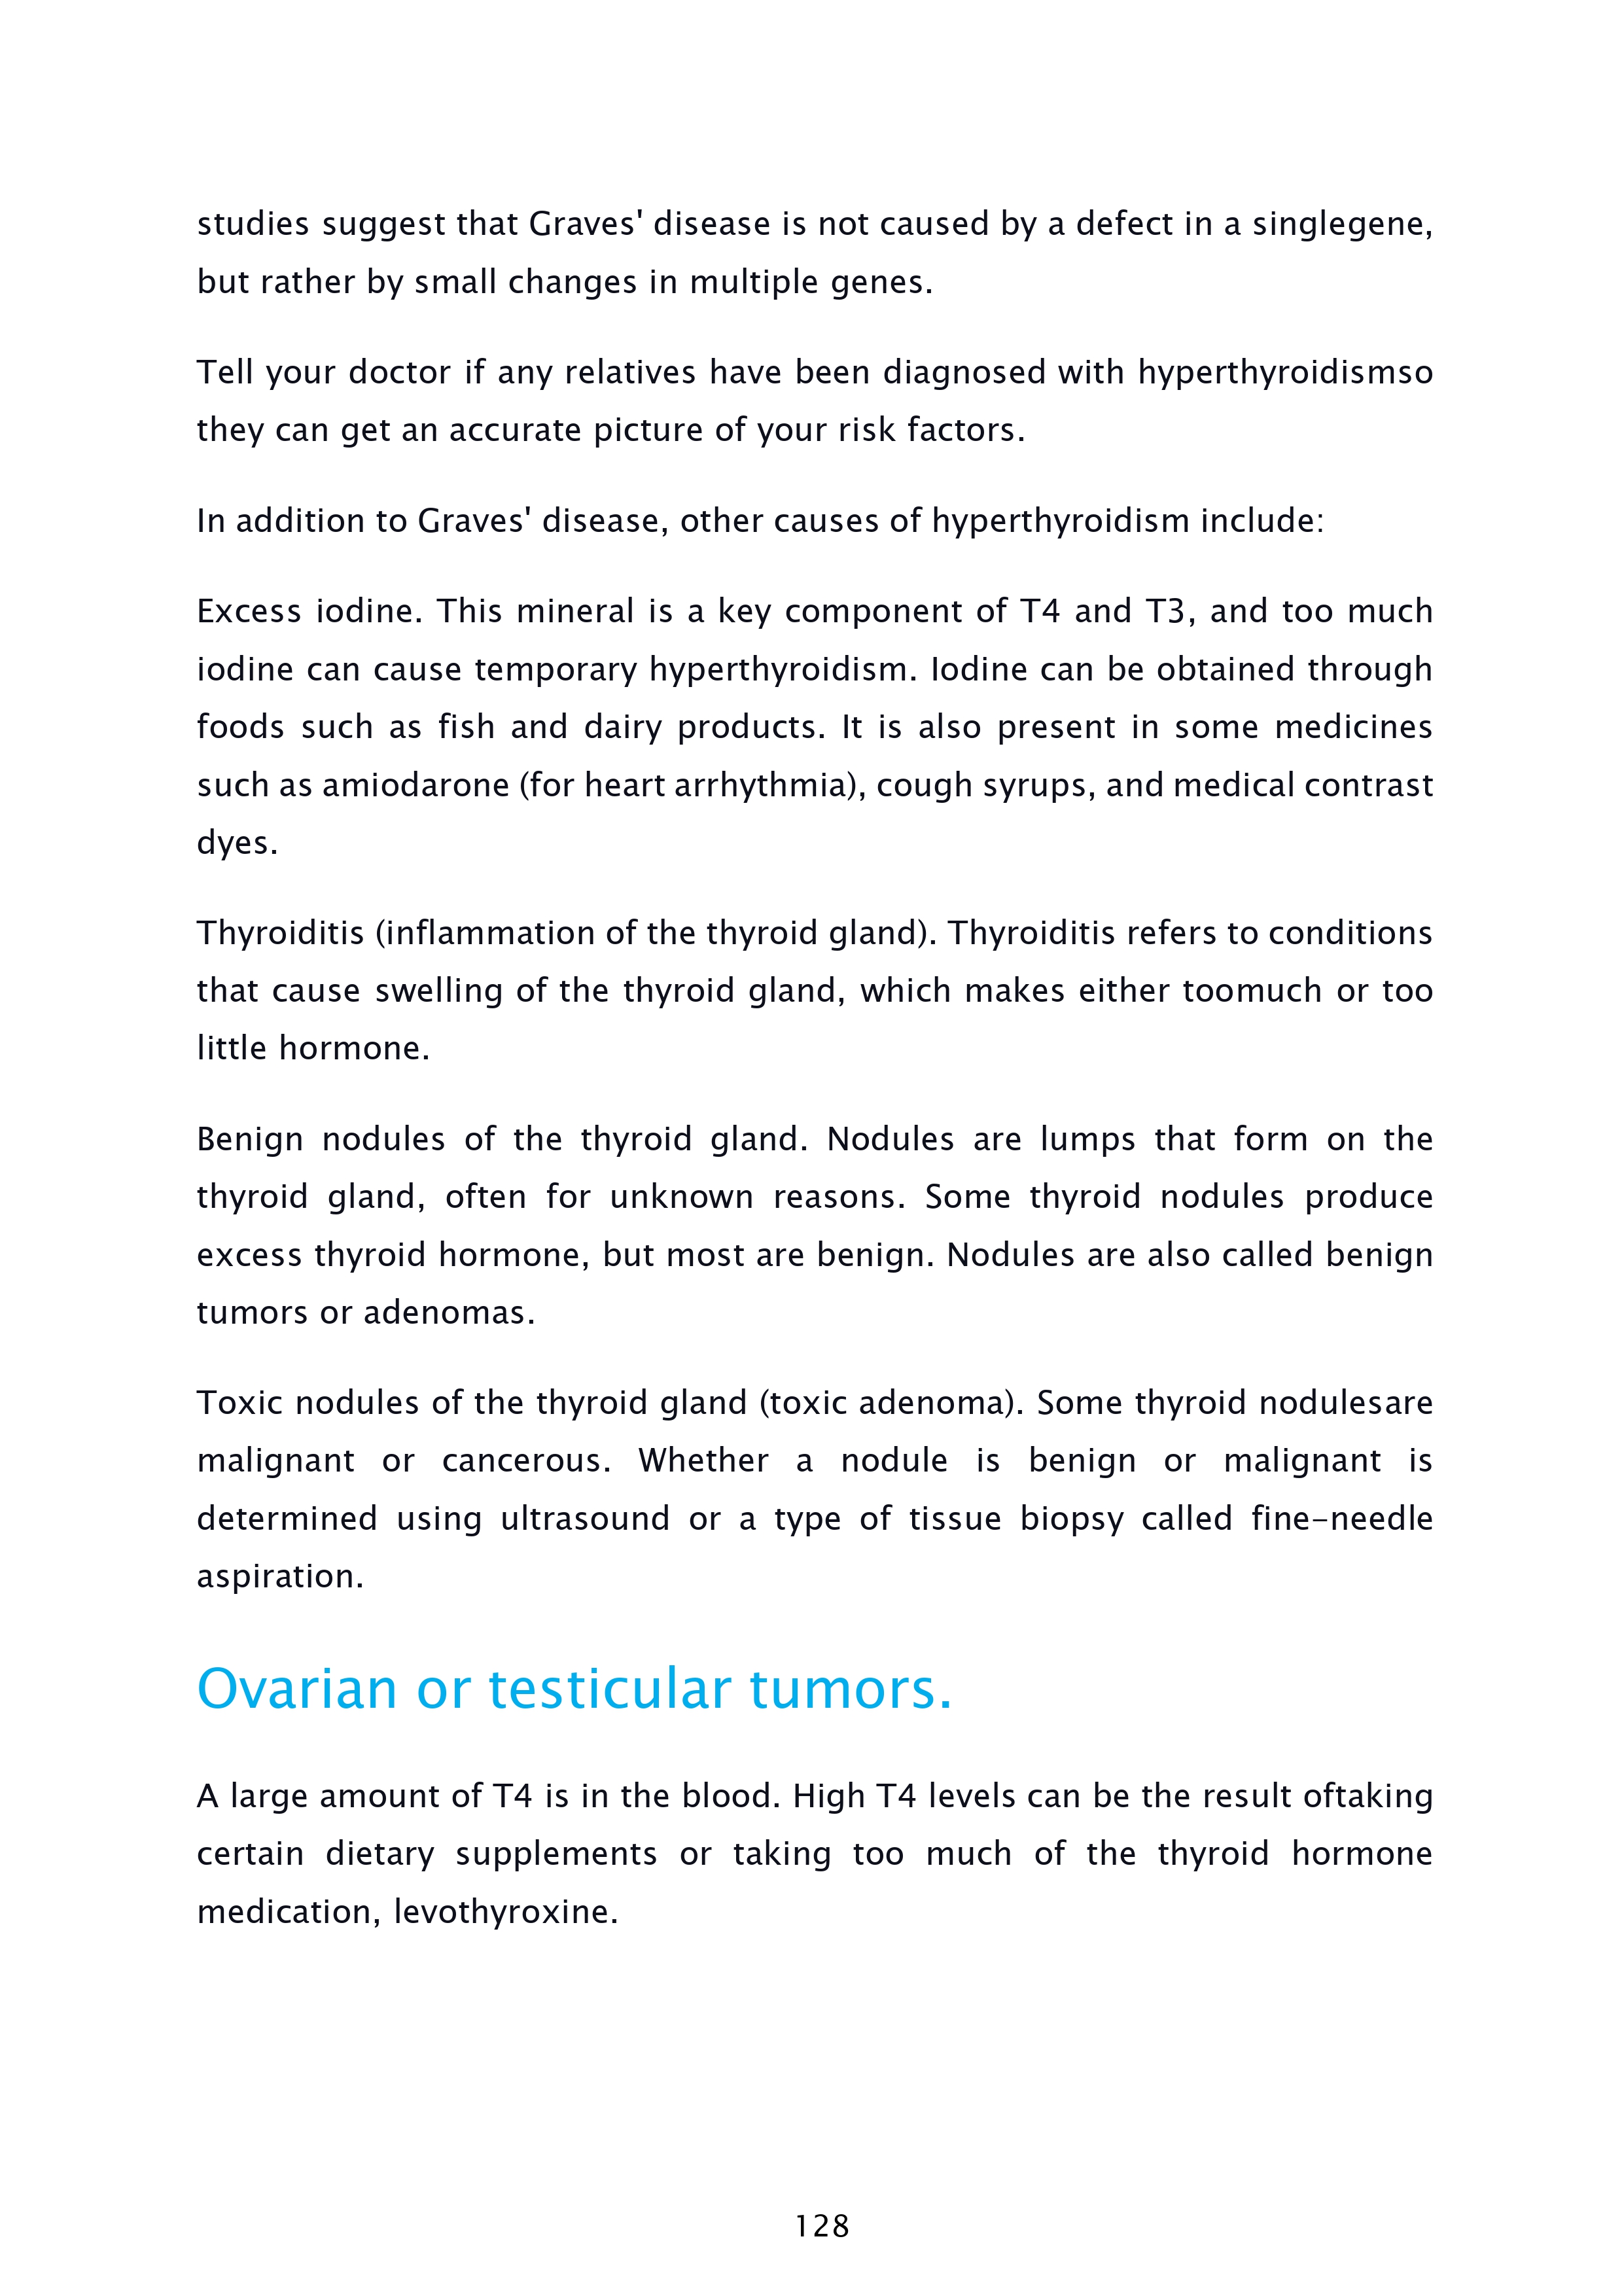 studies suggest that Graves' disease is not caused by a defect in a singlegene,
but rather by small changes in multiple genes.
Tell your doctor if any relatives have been diagnosed with hyperthyroidismso
they can get an accurate picture of your risk factors.
In addition to Graves' disease, other causes of hyperthyroidism include:
Excess iodine. This mineral is a key component of T4 and T3, and too much
iodine can cause temporary hyperthyroidism. Iodine can be obtained through
foods such as fish and dairy products. It is also present in some medicines
such as amiodarone (for heart arrhythmia), cough syrups, and medical contrast
dyes.
Thyroiditis (inflammation of the thyroid gland). Thyroiditis refers to conditions
that cause swelling of the thyroid gland, which makes either toomuch or too
little hormone.
Benign nodules of the thyroid gland. Nodules are lumps that form on the
thyroid gland, often for unknown reasons. Some thyroid nodules produce
excess thyroid hormone, but most are benign. Nodules are also called benign
tumors or adenomas.
Toxic nodules of the thyroid gland (toxic adenoma). Some thyroid nodulesare
malignant or cancerous. Whether a nodule is benign or malignant is
determined using ultrasound or a type of tissue biopsy called fine-needle
aspiration.
Ovarian or testicular tumors.
A large amount of T4 is in the blood. High T4 levels can be the result oftaking
certain dietary supplements or taking too much of the thyroid hormone
medication, levothyroxine.
128